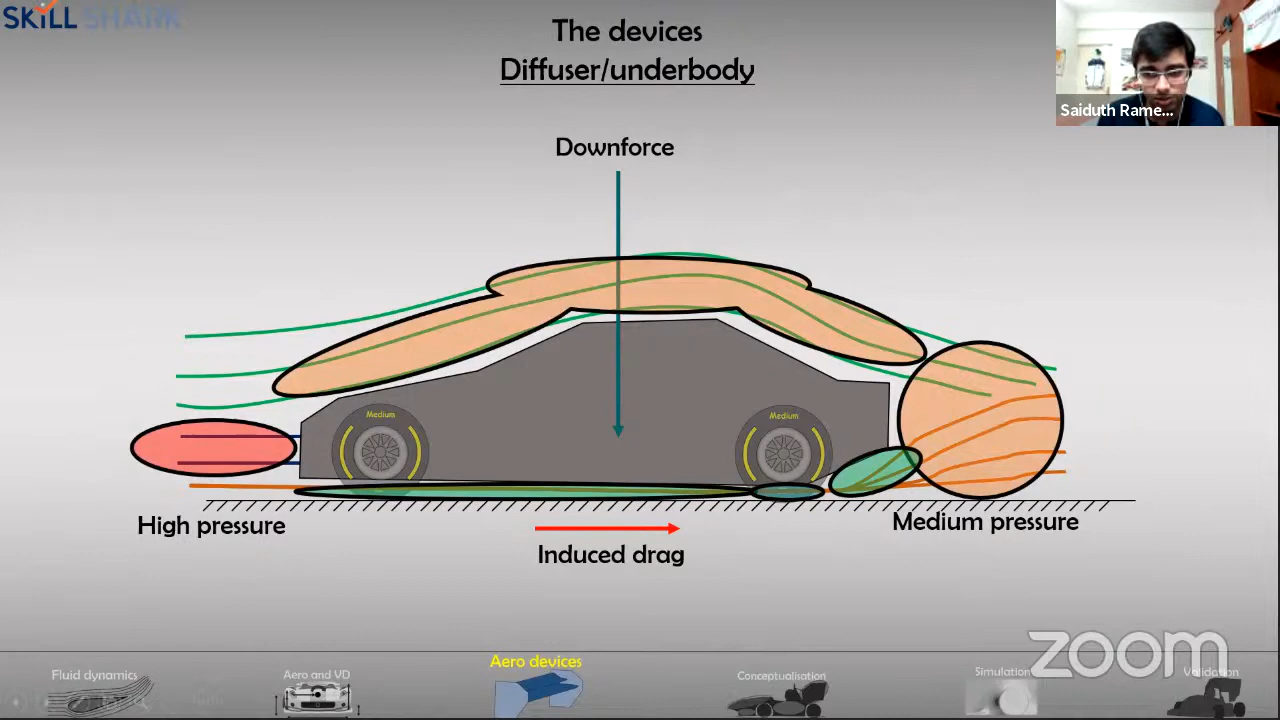 SKILL SHARK
The devices
Diffuser/underbody
Saiduth Rame...
Downforce
Medium
Medium
High pressure
Medium pressure
Induced drag
zoom
Aero devices
Fluid dynamics
Aero and VD
Conceptualisation
Simulation
Validation